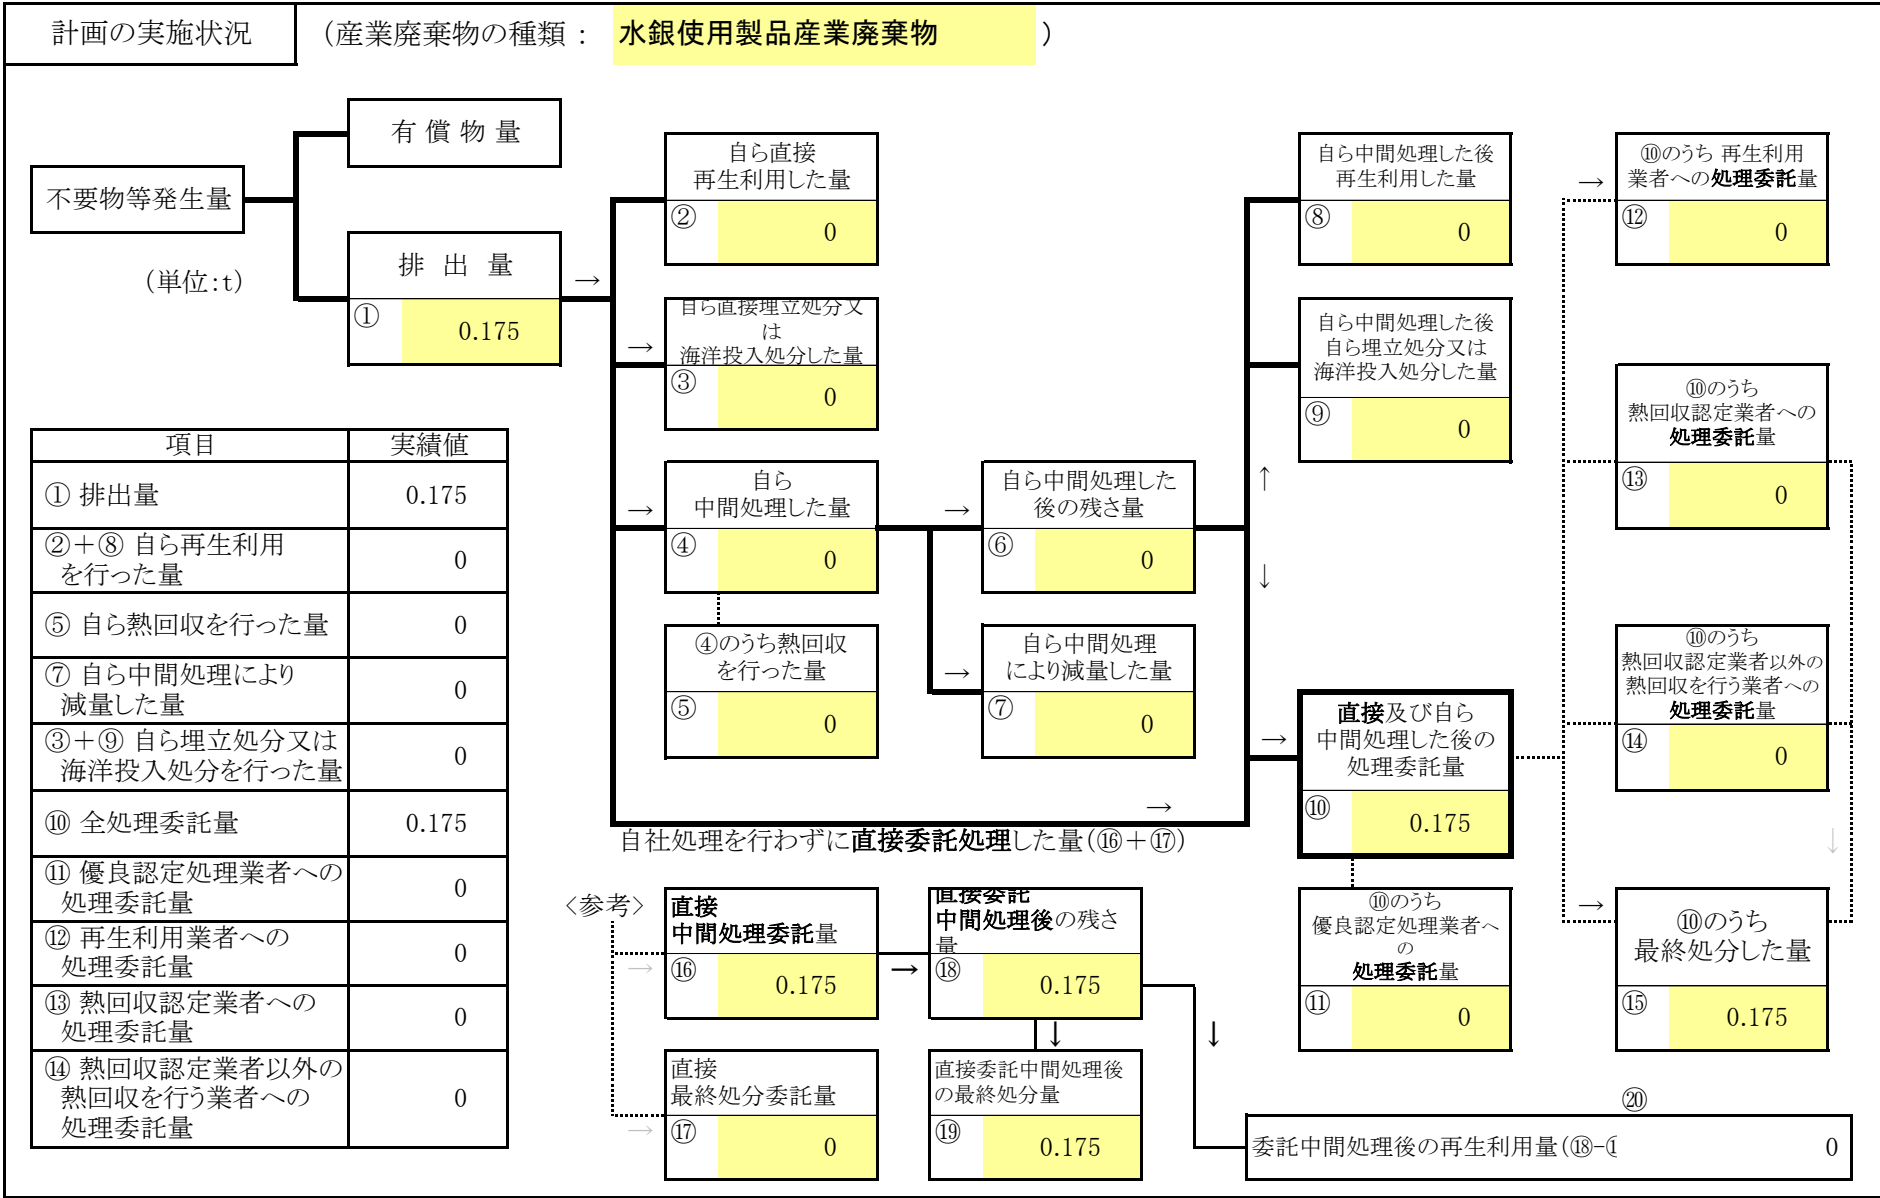 計画の実施状況
（産業廃棄物の種類： 水銀使用製品産業廃棄物 ）
有 償 物 量
不要物等発生量
（単位:t）
排 出 量
① 0.175
→
自ら直接
再生利用した量
② 0
→
自ら直接埋立処分又
は
海洋投入処分した量
③ 0
→
自ら
中間処理した量
④ 0
④のうち熱回収
を行った量
⑤ 0
→
自ら中間処理した
後の残さ量
⑥ 0
→
自ら中間処理
により減量した量
⑦ 0
自ら中間処理した後
再生利用した量
⑧ 0
自ら中間処理した後
自ら埋立処分又は
海洋投入処分した量
⑨ 0
↑
↓
→
直接及び自ら
中間処理した後の
処理委託量
⑩ 0.175
⑩のうち
優良認定処理業者へ
の
処理委託量
⑪ 0
→
⑩のうち 再生利用
業者への処理委託量
⑫ 0
⑩のうち
熱回収認定業者への
処理委託量
⑬ 0
⑩のうち
熱回収認定業者以外の
熱回収を行う業者への
処理委託量
⑭ 0
↓
→
⑩のうち
最終処分した量
⑮ 0.175
→
自社処理を行わずに直接委託処理した量（⑯＋⑰）
〈参考〉
→
直接
中間処理委託量
⑯ 0.175
→
直接委託
中間処理後の残さ
量
⑱ 0.175
↓
↓
→
直接
最終処分委託量
⑰ 0
直接委託中間処理後
の最終処分量
⑲ 0.175
⑳
委託中間処理後の再生利用量(⑱-① 0
項目 実績値
① 排出量 0.175
②＋⑧ 自ら再生利用
を行った量 0
⑤ 自ら熱回収を行った量 0
⑦ 自ら中間処理により
減量した量 0
③＋⑨ 自ら埋立処分又は
海洋投入処分を行った量 0
⑩ 全処理委託量 0.175
⑪ 優良認定処理業者への
処理委託量 0
⑫ 再生利用業者への
処理委託量 0
⑬ 熱回収認定業者への
処理委託量 0
⑭ 熱回収認定業者以外の
熱回収を行う業者への
処理委託量 0